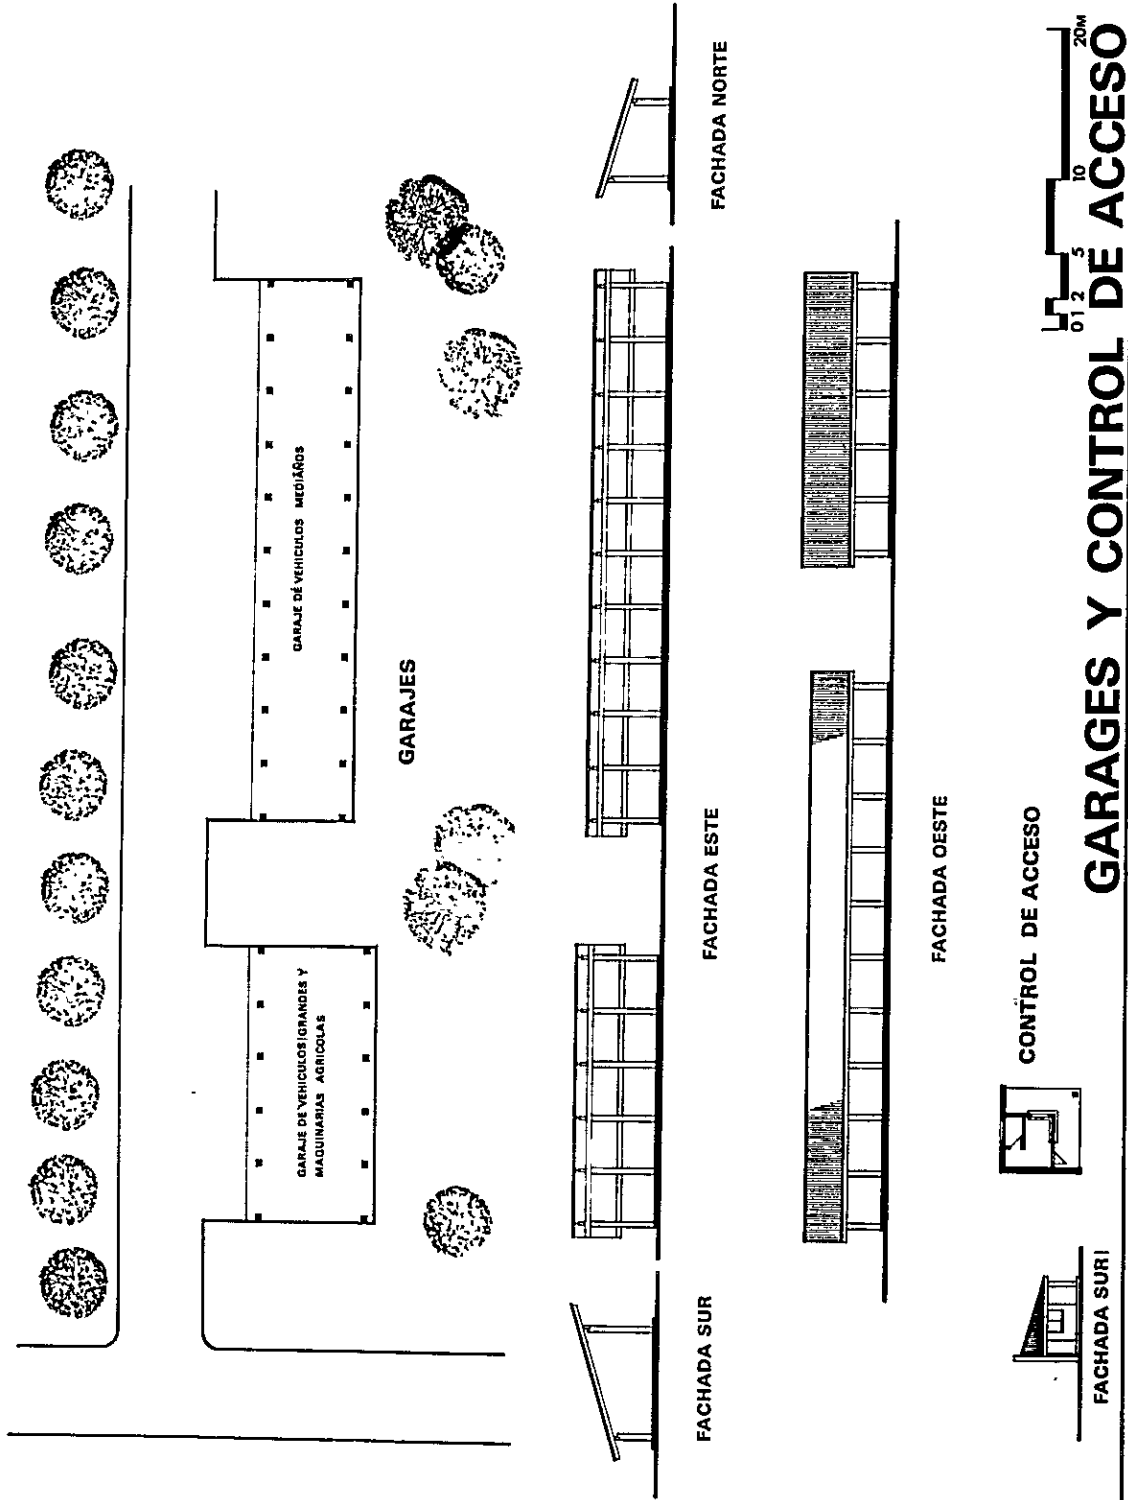 GARAJE DE VEHICULOS GRANDES Y
MAQUINARIAS AGRICOLAS
GARAJE DE VEHICULOS MEDIANOS
GARAJES
FACHADA SUR
FACHADA ESTE
FACHADA NORTE
FACHADA OESTE
FACHADA SUR
CONTROL DE ACCESO
0 1 2 5 10 20M
GARAGES Y CONTROL DE ACCESO